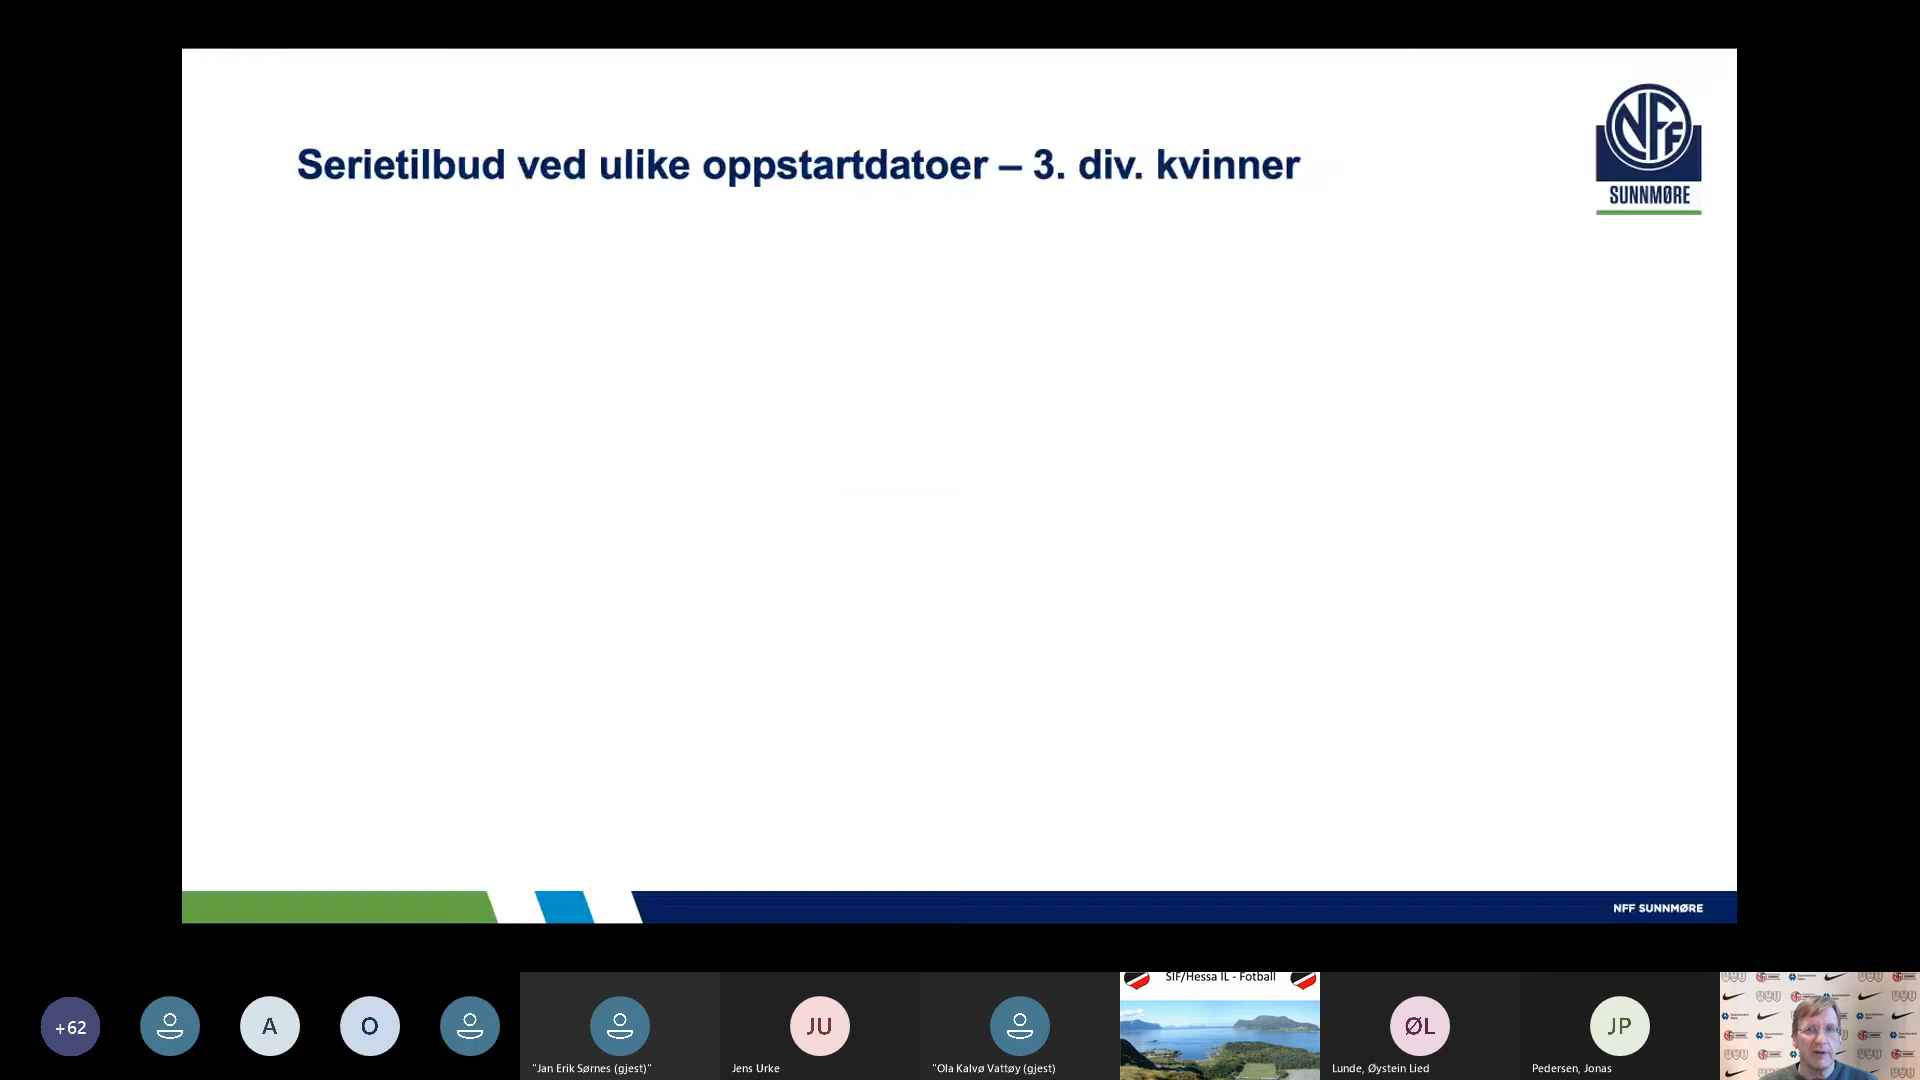 Serietilbud ved ulike oppstartdatoer – 3. div. kvinner
NFF
SUNNMØRE
NFF SUNNMØRE
+62
A
O
"Jan Erik Sørnes (gjest)"
JU
Jens Urke
"Ola Kalvø Vattøy (gjest)
SIF/Hessa IL - Fotball
ØL
Lunde, Øystein Lied
JP
Pedersen, Jonas